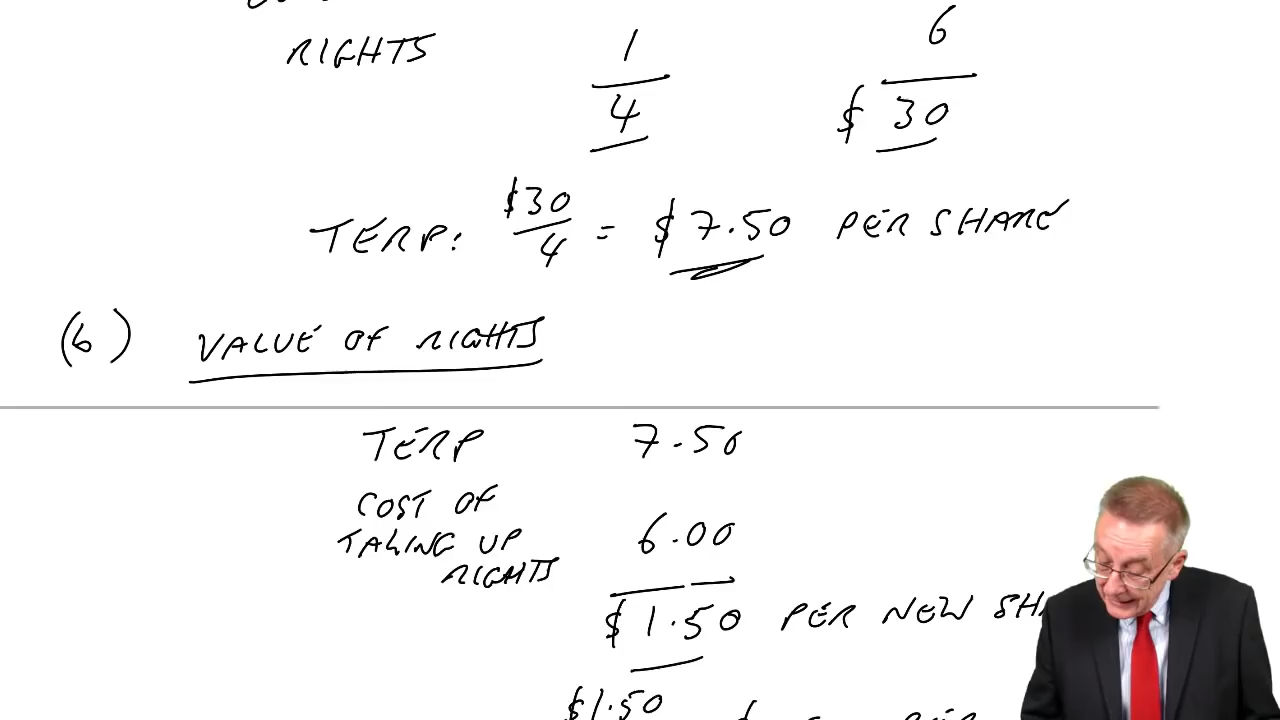 RIGHTS 1 6
4 $ 30
TERP: $30/4 = $7.50 PER SHARE
(b) VALUE OF RIGHTS
TERP 7.50
COST OF
TAKING UP 6.00
RIGHTS
$1.50 PER NEW
$1.50